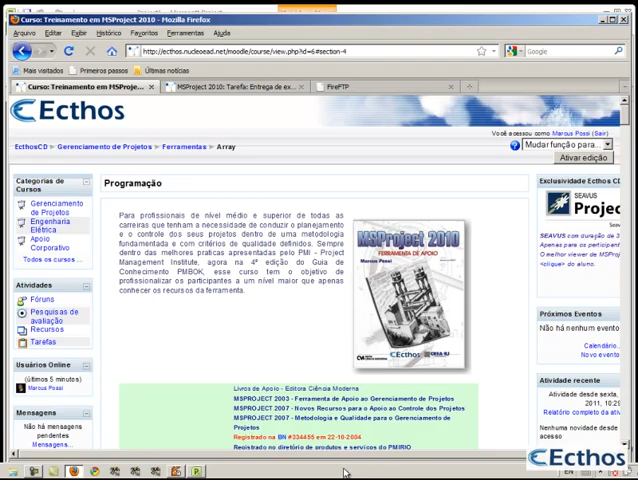 Curso: Treinamento em MSProject 2010 - Mozilla Firefox
Arquivo Editar Exibir Histórico Favoritos Ferramentas Ajuda
http://ecthos.nucleoead.net/moodle/course/view.php?id=6#section-4
Google
Mais visitados Primeiros passos Últimas notícias
Curso: Treinamento em MSProje...
MSProject 2010: Tarefa: Entrega de ex...
FireFTP
Ecthos
Você acessou como Marcus Possi (Sair)
EcthosCD ▸ Gerenciamento de Projetos ▸ Ferramentas ▸ Array
Mudar função para...
Ativar edição
Categorias de Cursos
Gerenciamento de Projetos
Engenharia Elétrica
Apoio Corporativo
Todos os cursos ...
Atividades
Fóruns
Pesquisas de avaliação
Recursos
Tarefas
Usuários Online
(últimos 5 minutos)
Marcus Possi
Mensagens
Não há mensagens pendentes
Mensagens...
Programação
Para profissionais de nível médio e superior de todas as
carreiras que tenham a necessidade de conduzir o planejamento
e o controle dos seus projetos dentro de uma metodologia
fundamentada e com critérios de qualidade definidos. Sempre
dentro das melhores praticas apresentadas pelo PMI - Project
Management Institute, agora na 4ª edição do Guia de
Conhecimento PMBOK, esse curso tem o objetivo de
profissionalizar os participantes a um nível maior que apenas
conhecer os recursos da ferramenta.
MSProject 2010
FERRAMENTA DE APOIO
Marcus Possi
Ecthos
CREA-RJ
Livros de Apoio - Editora Ciência Moderna
MSPROJECT 2003 - Ferramenta de Apoio ao Gerenciamento de Projetos
MSPROJECT 2007 - Novos Recursos para o Apoio ao Controle dos Projetos
MSPROJECT 2007 - Metodologia e Qualidade para o Gerenciamento de
Projetos
Registrado na BN #334455 em 22-10-2004
Registrado no diretório de produtos e serviços do PMIRIO
Exclusividade Ecthos CD
SEAVUS
Projec
SEAVUS com duração de 3
Apenas para os participant
O melhor viewer de MSProj
<clique> do aluno.
Próximos Eventos
Não há nenhum evento
Calendário..
Novo evento..
Atividade recente
Atividade desde sexta,
2011, 10:29
Relatório completo da ativ
Nenhuma novidade desde
o acesso
Ecthos